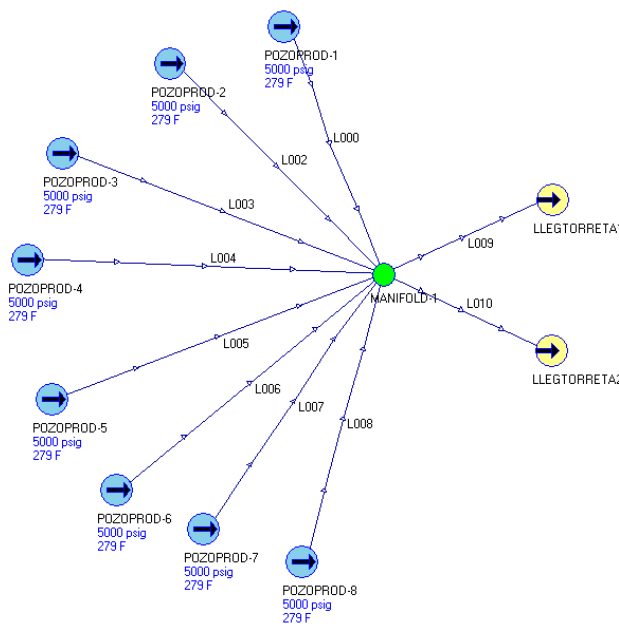 POZOPROD-1
5000 psig
279 F
POZOPROD-2
5000 psig
279 F
L000
L002
POZOPROD-3
5000 psig
279 F
L003
LLEGTORRETA1
L009
POZOPROD-4
5000 psig
279 F
L004
MANIFOLD-1
L010
L005
LLEGTORRETA2
L006
L007
POZOPROD-5
5000 psig
279 F
L008
POZOPROD-6
5000 psig
279 F
POZOPROD-7
5000 psig
279 F
POZOPROD-8
5000 psig
279 F